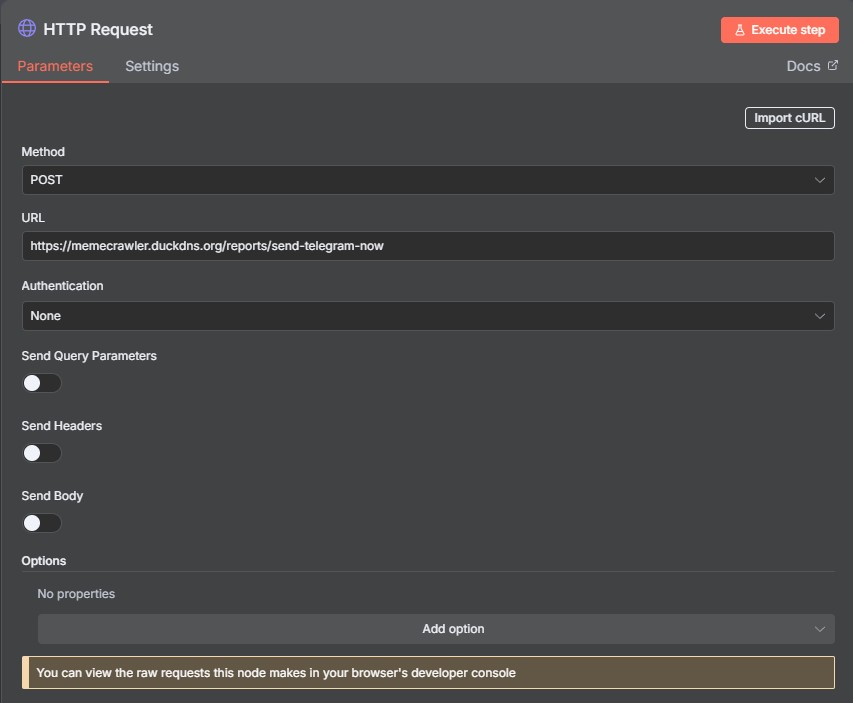 HTTP Request
Execute step
Parameters
Settings
Docs
Import cURL
Method
POST
URL
https://memecrawler.duckdns.org/reports/send-telegram-now
Authentication
None
Send Query Parameters
Send Headers
Send Body
Options
No properties
Add option
You can view the raw requests this node makes in your browser's developer console